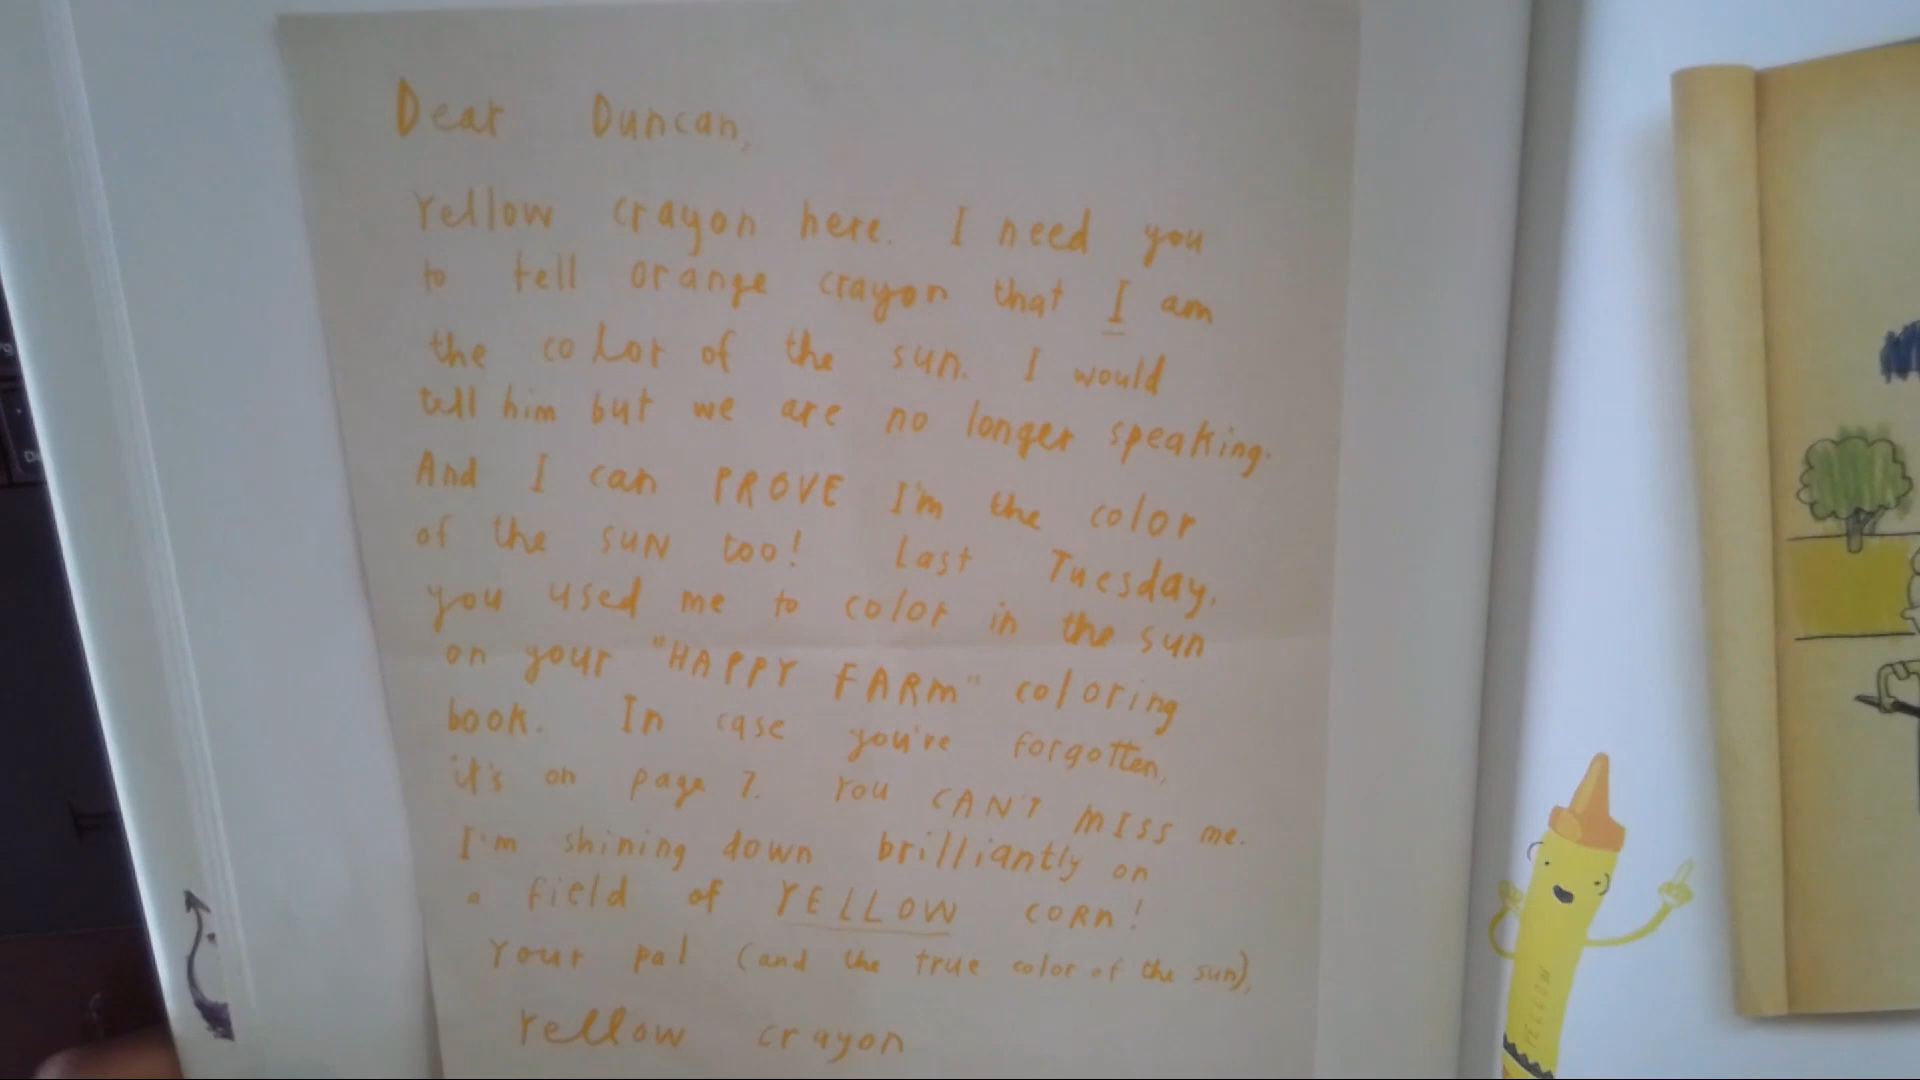 Dear Duncan,
Yellow crayon here. I need you
to tell orange crayon that I am
the color of the sun. I would
tell him but we are no longer speaking.
And I can PROVE I'm the color
of the sun too! Last Tuesday,
you used me to color in the sun
on your "HAPPY FARM" coloring
book. In case you've forgotten,
it's on page 7. You CAN'T MISS me.
I'm shining down brilliantly on
a field of YELLOW corn!
Your pal (and the true color of the sun),
Yellow crayon
YELLOW